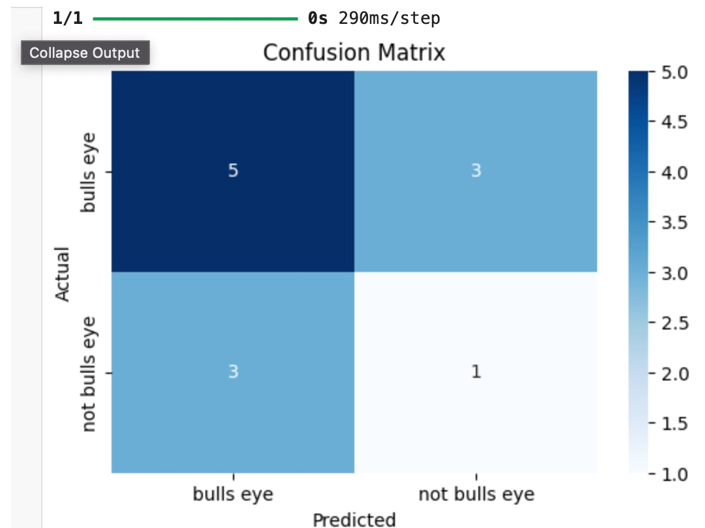 1/1 0s 290ms/step
Collapse Output
Confusion Matrix
bulls eye
not bulls eye
Actual
5 3
3 1
bulls eye not bulls eye
Predicted
5.0
4.5
4.0
3.5
3.0
2.5
2.0
1.5
1.0